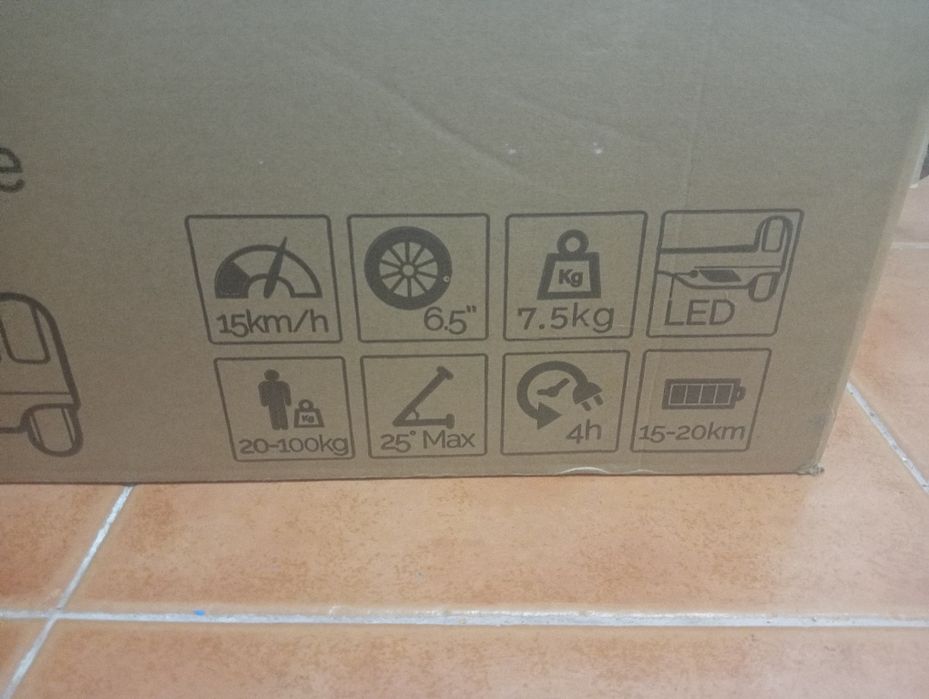 e
15km/h
6.5"
Kg
7.5kg
LED
Kg
20-100kg
25° Max
4h
15-20km